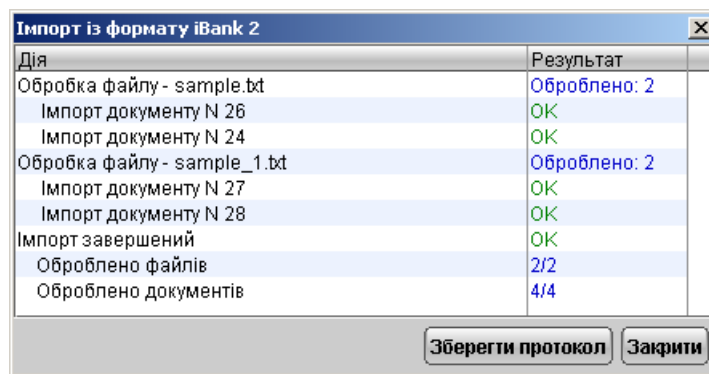 Імпорт із формату iBank 2
Дія Результат
Обробка файлу - sample.txt Оброблено: 2
Імпорт документу N 26 OK
Імпорт документу N 24 OK
Обробка файлу - sample_1.txt Оброблено: 2
Імпорт документу N 27 OK
Імпорт документу N 28 OK
Імпорт завершений OK
Оброблено файлів 2/2
Оброблено документів 4/4
Зберегти протокол Закрити